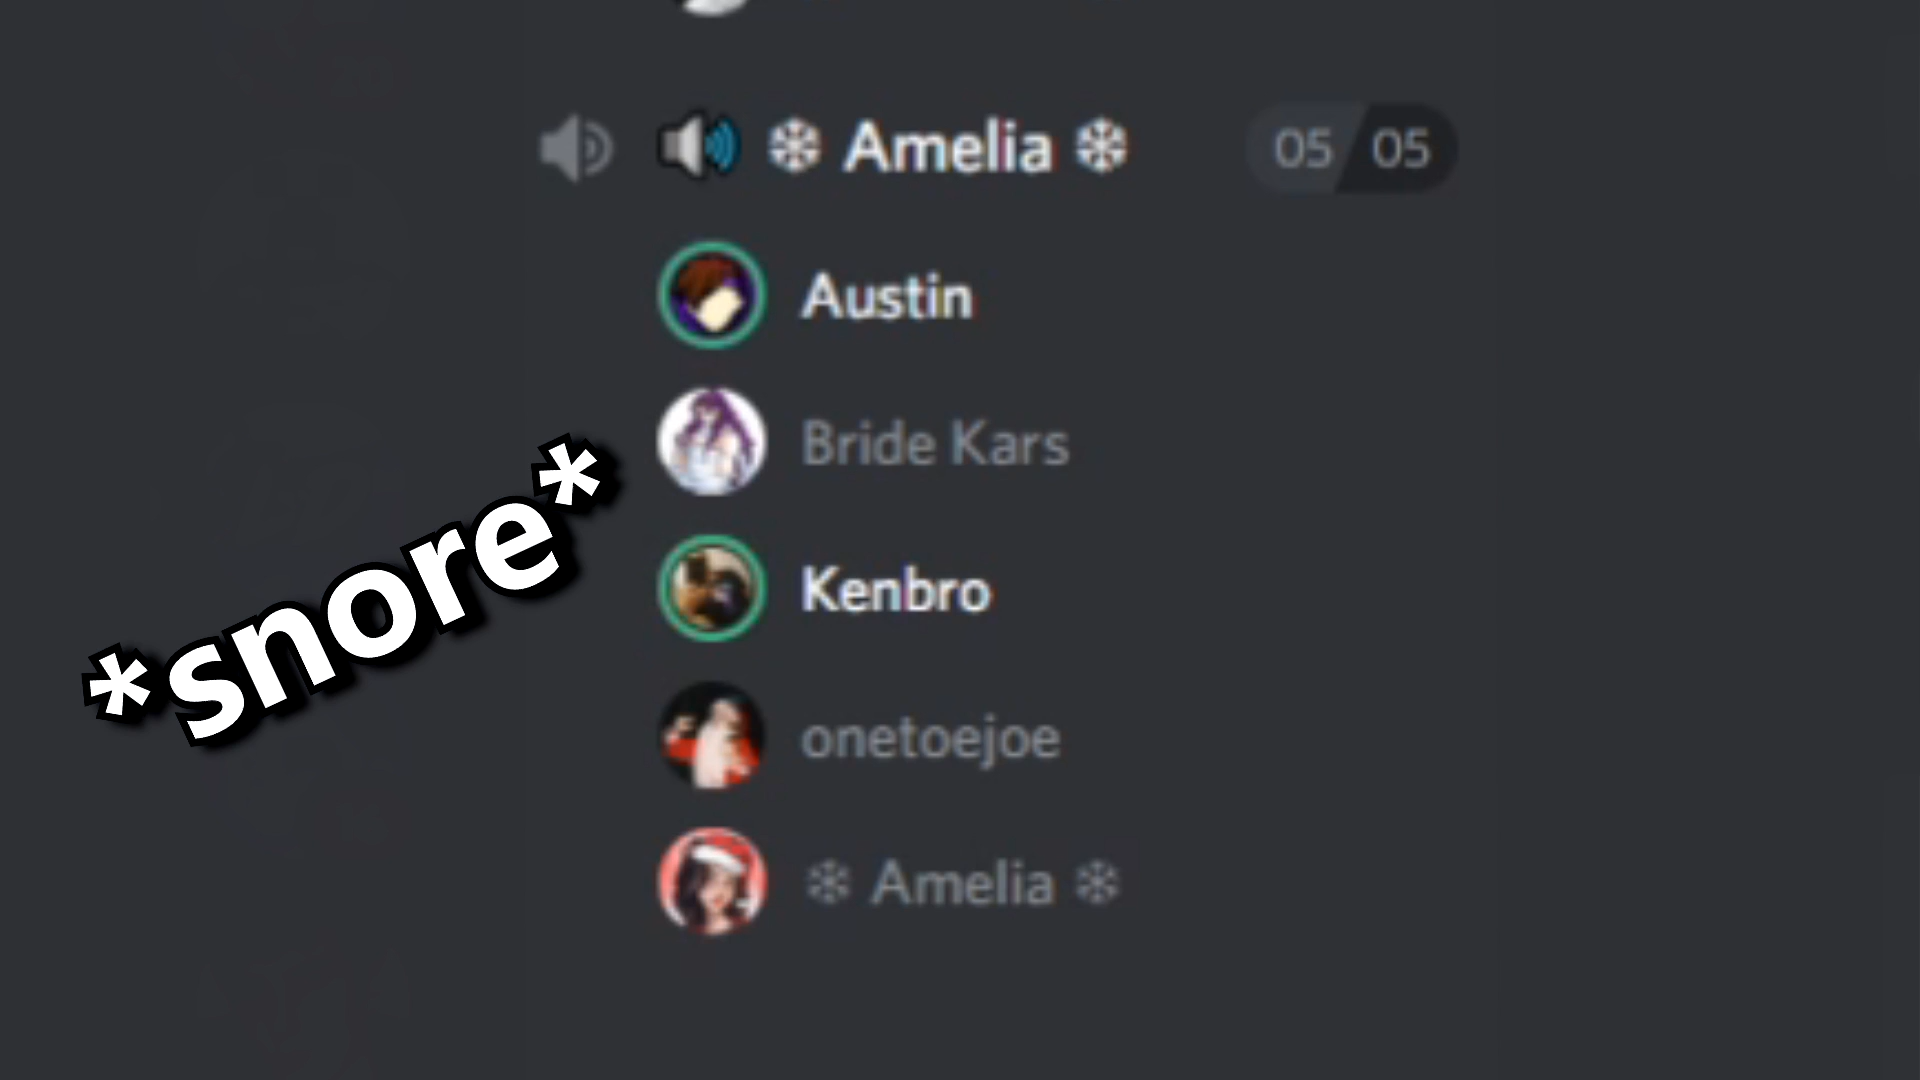 ❄ Amelia ❄ 05 / 05
Austin
Bride Kars
*snore*
Kenbro
onetoejoe
❄ Amelia ❄